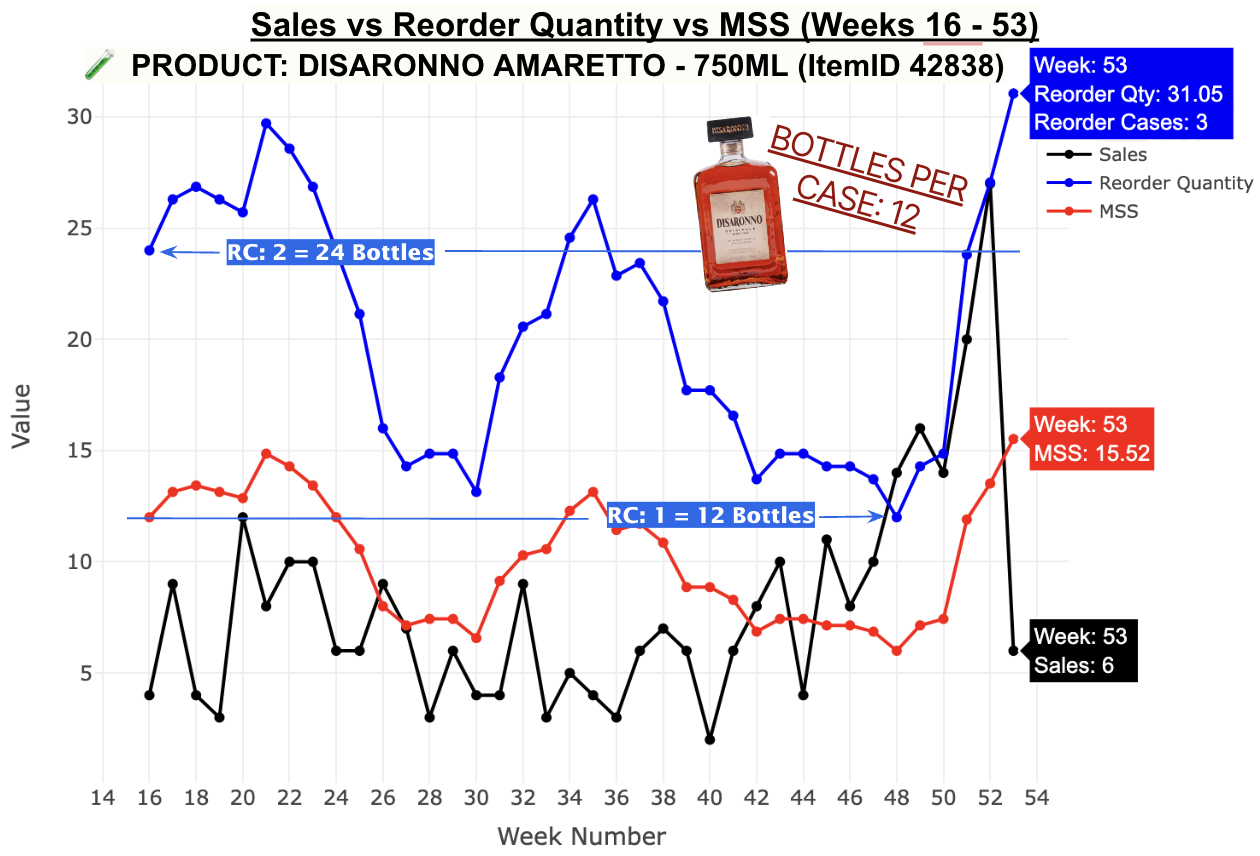 Sales vs Reorder Quantity vs MSS (Weeks 16 - 53)
PRODUCT: DISARONNO AMARETTO - 750ML (ItemID 42838)
Week: 53
Reorder Qty: 31.05
Reorder Cases: 3
Sales
Reorder Quantity
MSS
BOTTLES PER
CASE: 12
DISARONNO
DISARONNO
RC: 2 = 24 Bottles
RC: 1 = 12 Bottles
Week: 53
MSS: 15.52
Week: 53
Sales: 6
30
25
20
15
10
5
Value
14 16 18 20 22 24 26 28 30 32 34 36 38 40 42 44 46 48 50 52 54
Week Number